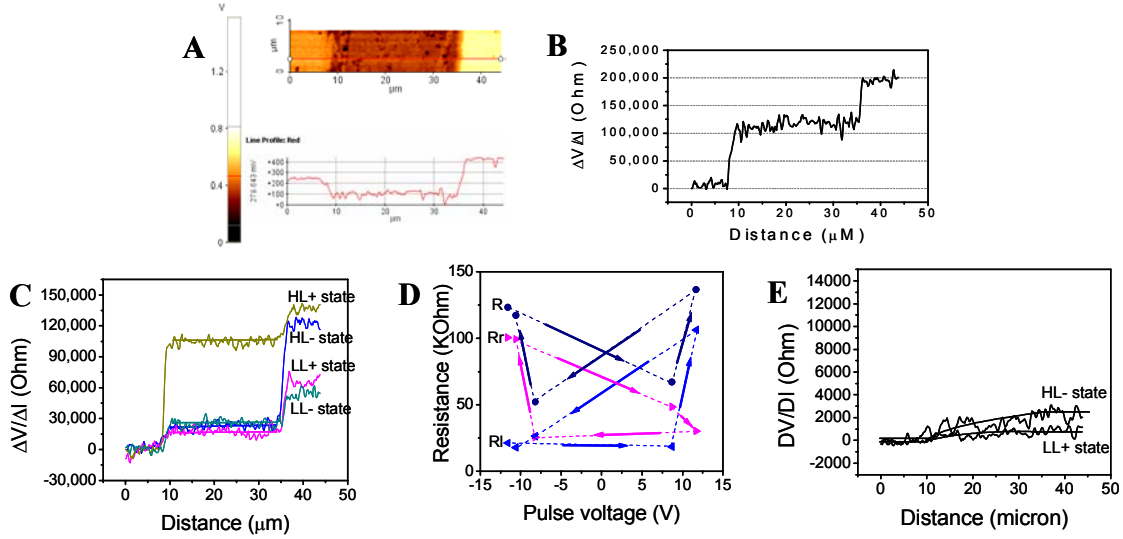 A
V
1.2
0.8
0.4
0
10
0
µm
0 10 20 30 40
µm
Line Profile: Red
278.643 mV
+400
+300
+200
+100
+0
0 10 20 30 40
µm
B
250,000
200,000
150,000
100,000
50,000
0
ΔV/ΔI (Ohm)
0 10 20 30 40 50
Distance (µM)
C
150,000
120,000
90,000
60,000
30,000
0
-30,000
ΔV/ΔI (Ohm)
HL+ state
HL- state
LL+ state
LL- state
0 10 20 30 40 50
Distance (µm)
D
150
100
50
0
Resistance (KOhm)
R
Rr
Rl
-15 -10 -5 0 5 10 15
Pulse voltage (V)
E
14000
12000
10000
8000
6000
4000
2000
0
-2000
DV/DI (Ohm)
HL- state
LL+ state
0 10 20 30 40 50
Distance (micron)